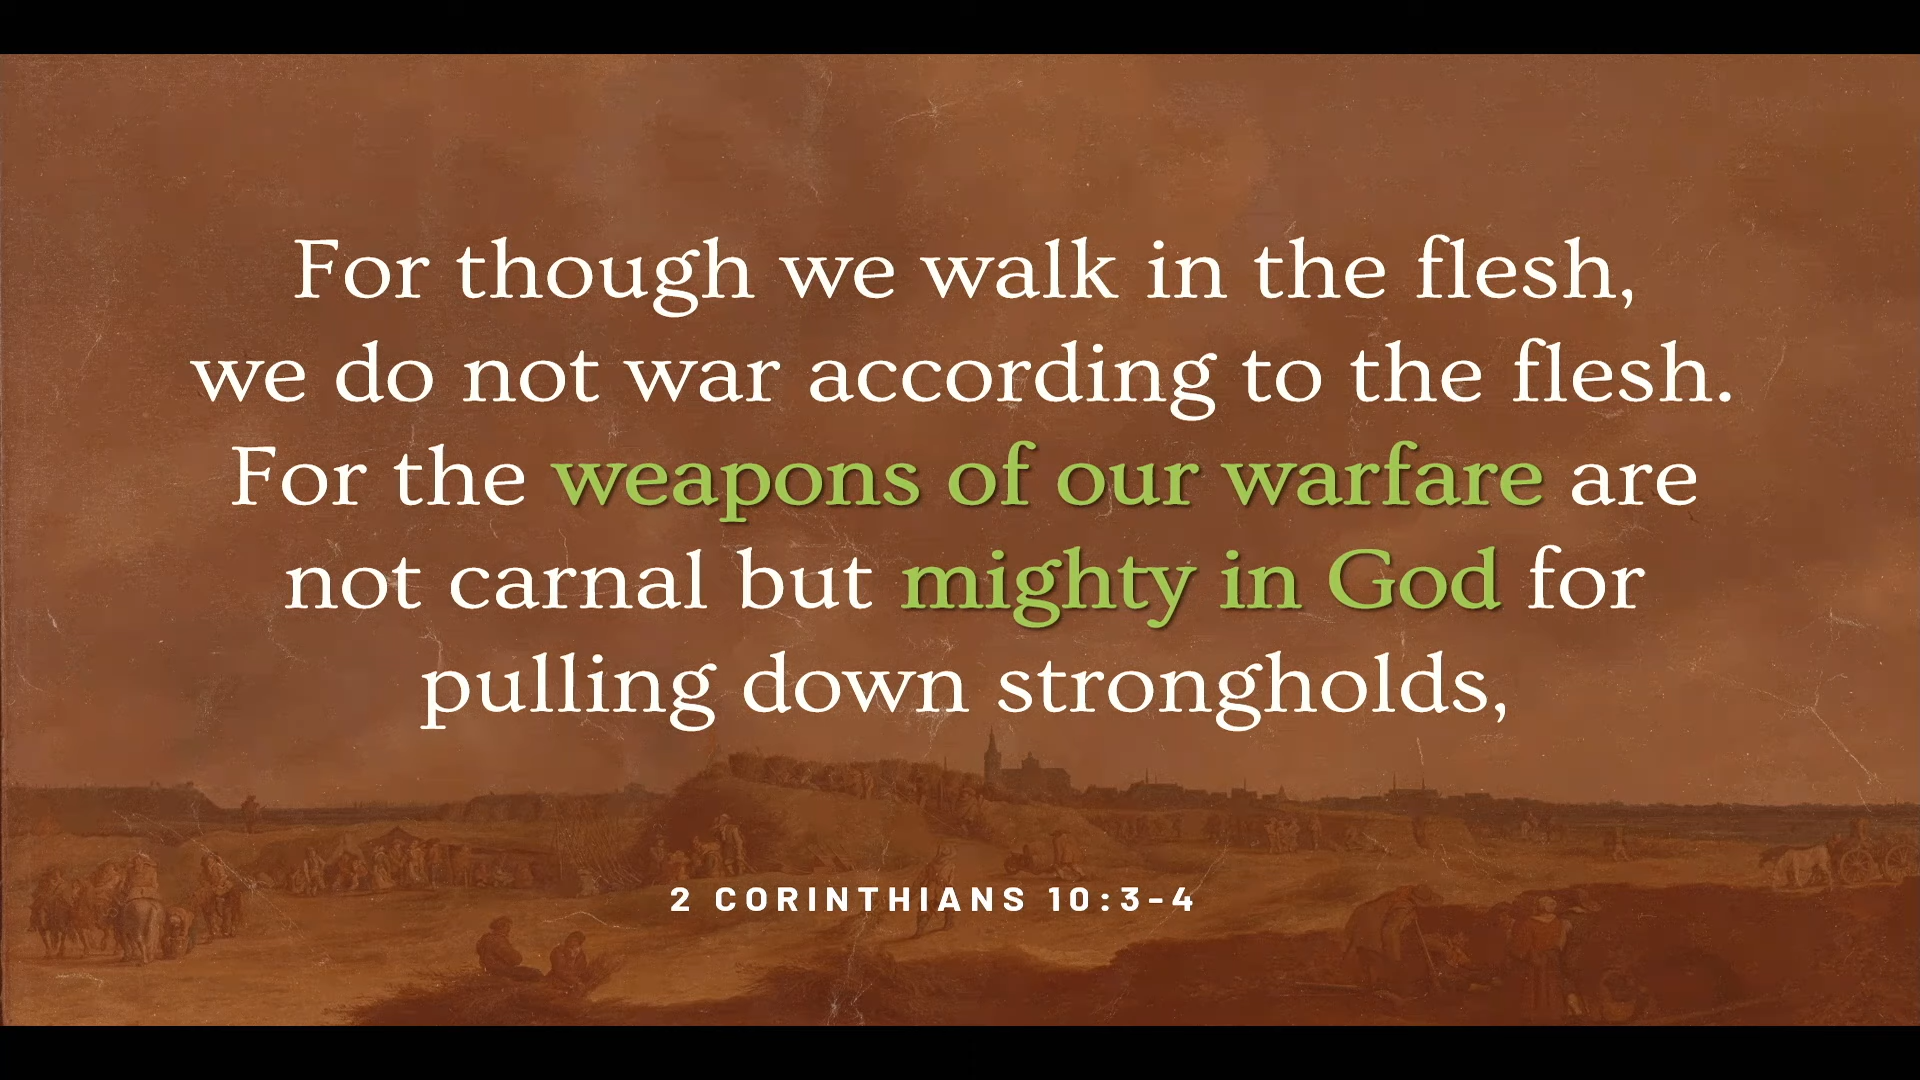 For though we walk in the flesh,
we do not war according to the flesh.
For the weapons of our warfare are
not carnal but mighty in God for
pulling down strongholds,
2 CORINTHIANS 10:3-4